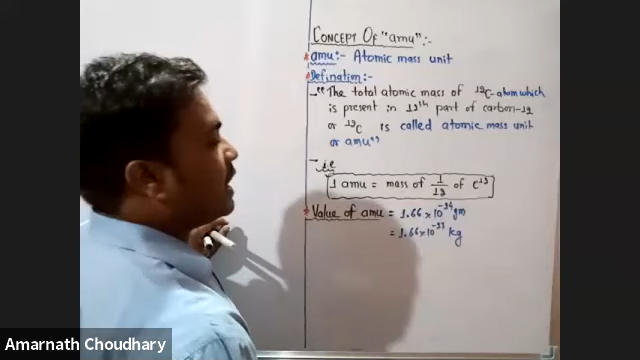 CONCEPT OF "amu":-
* amu:- Atomic mass unit
* Defination:-
→ "The total atomic mass of ¹²C-atom which
is present in 12th part of carbon-12
or ¹²C is called atomic mass unit
or amu"
→ i.e
1 amu = mass of 1/12 of C¹²
* Value of amu = 1.66×10⁻²⁴ gm
= 1.66×10⁻²⁷ kg
Amarnath Choudhary